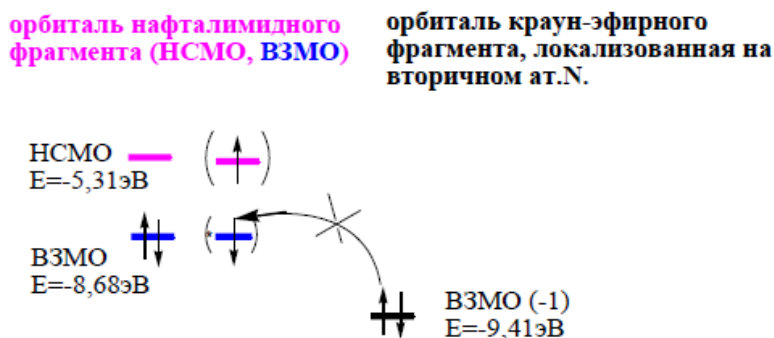 орбиталь нафталимидного
фрагмента (НСМО, ВЗМО)
орбиталь краун-эфирного
фрагмента, локализованная на
вторичном ат.N.
НСМО
E=-5,31эВ
ВЗМО
E=-8,68эВ
( * )
ВЗМО (-1)
E=-9,41эВ